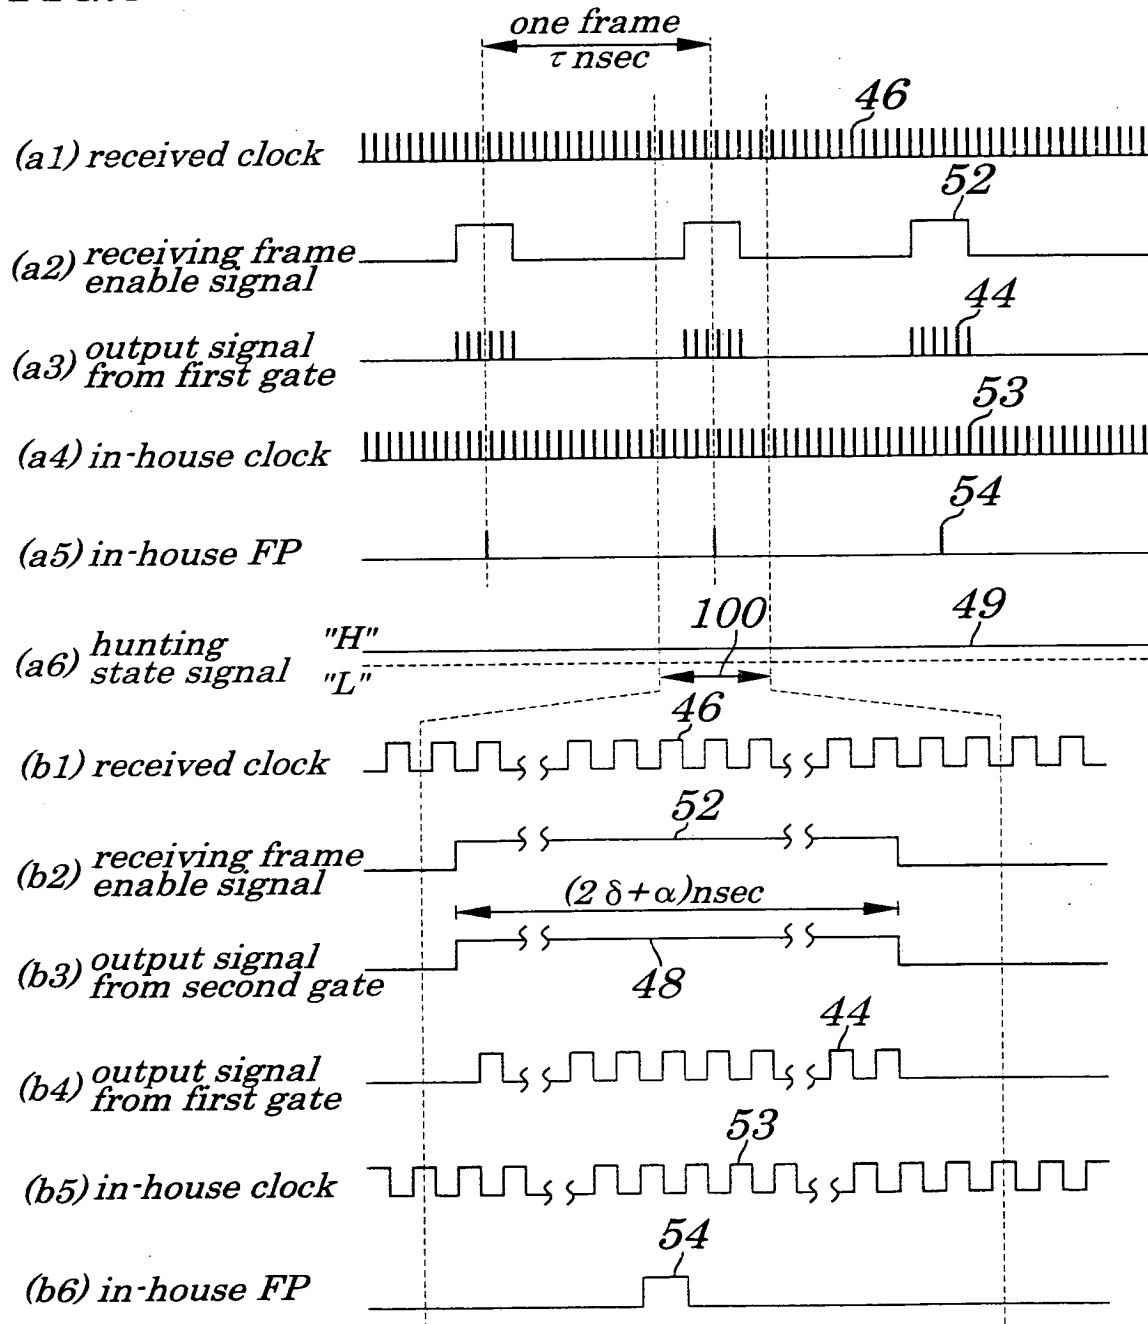 one frame
τ nsec
46
(a1) received clock
52
(a2) receiving frame
enable signal
44
(a3) output signal
from first gate
53
(a4) in-house clock
54
(a5) in-house FP
100
49
(a6) hunting "H"
state signal "L"
46
(b1) received clock
52
(b2) receiving frame
enable signal
(2 δ+α)nsec
(b3) output signal
from second gate
48
44
(b4) output signal
from first gate
53
(b5) in-house clock
54
(b6) in-house FP